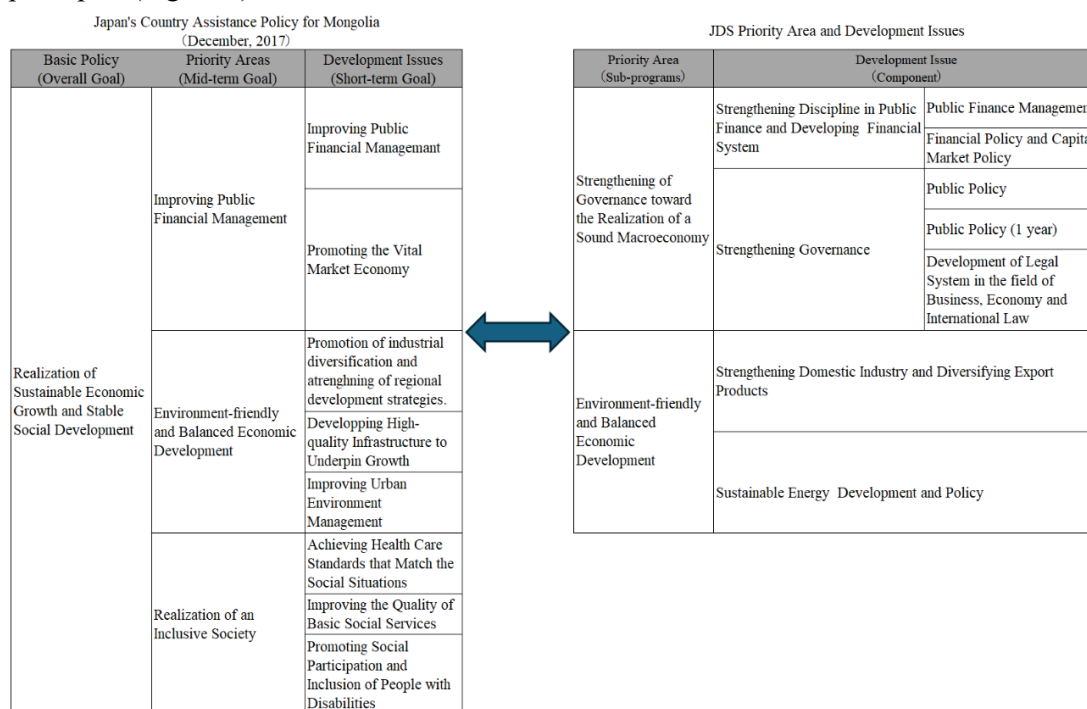 Japan's Country Assistance Policy for Mongolia
(December, 2017)
Basic Policy
(Overall Goal)
Priority Areas
(Mid-term Goal)
Development Issues
(Short-term Goal)
Realization of
Sustainable Economic
Growth and Stable
Social Development
Improving Public
Financial Management
Improving Public
Financial Managemant
Promoting the Vital
Market Economy
Environment-friendly
and Balanced Economic
Development
Promotion of industrial
diversification and
atrenghning of regional
development strategies.
Developping High-
quality Infrastructure to
Underpin Growth
Improving Urban
Environment
Management
Realization of an
Inclusive Society
Achieving Health Care
Standards that Match the
Social Situations
Improving the Quality of
Basic Social Services
Promoting Social
Participation and
Inclusion of People with
Disabilities
JDS Priority Area and Development Issues
Priority Area
(Sub-programs)
Development Issue
(Component)
Strengthening of
Governance toward
the Realization of a
Sound Macroeconomy
Strengthening Discipline in Public
Finance and Developing Financial
System
Public Finance Managemen
Financial Policy and Capita
Market Policy
Strengthening Governance
Public Policy
Public Policy (1 year)
Development of Legal
System in the field of
Business, Economy and
International Law
Environment-friendly
and Balanced
Economic
Development
Strengthening Domestic Industry and Diversifying Export
Products
Sustainable Energy Development and Policy